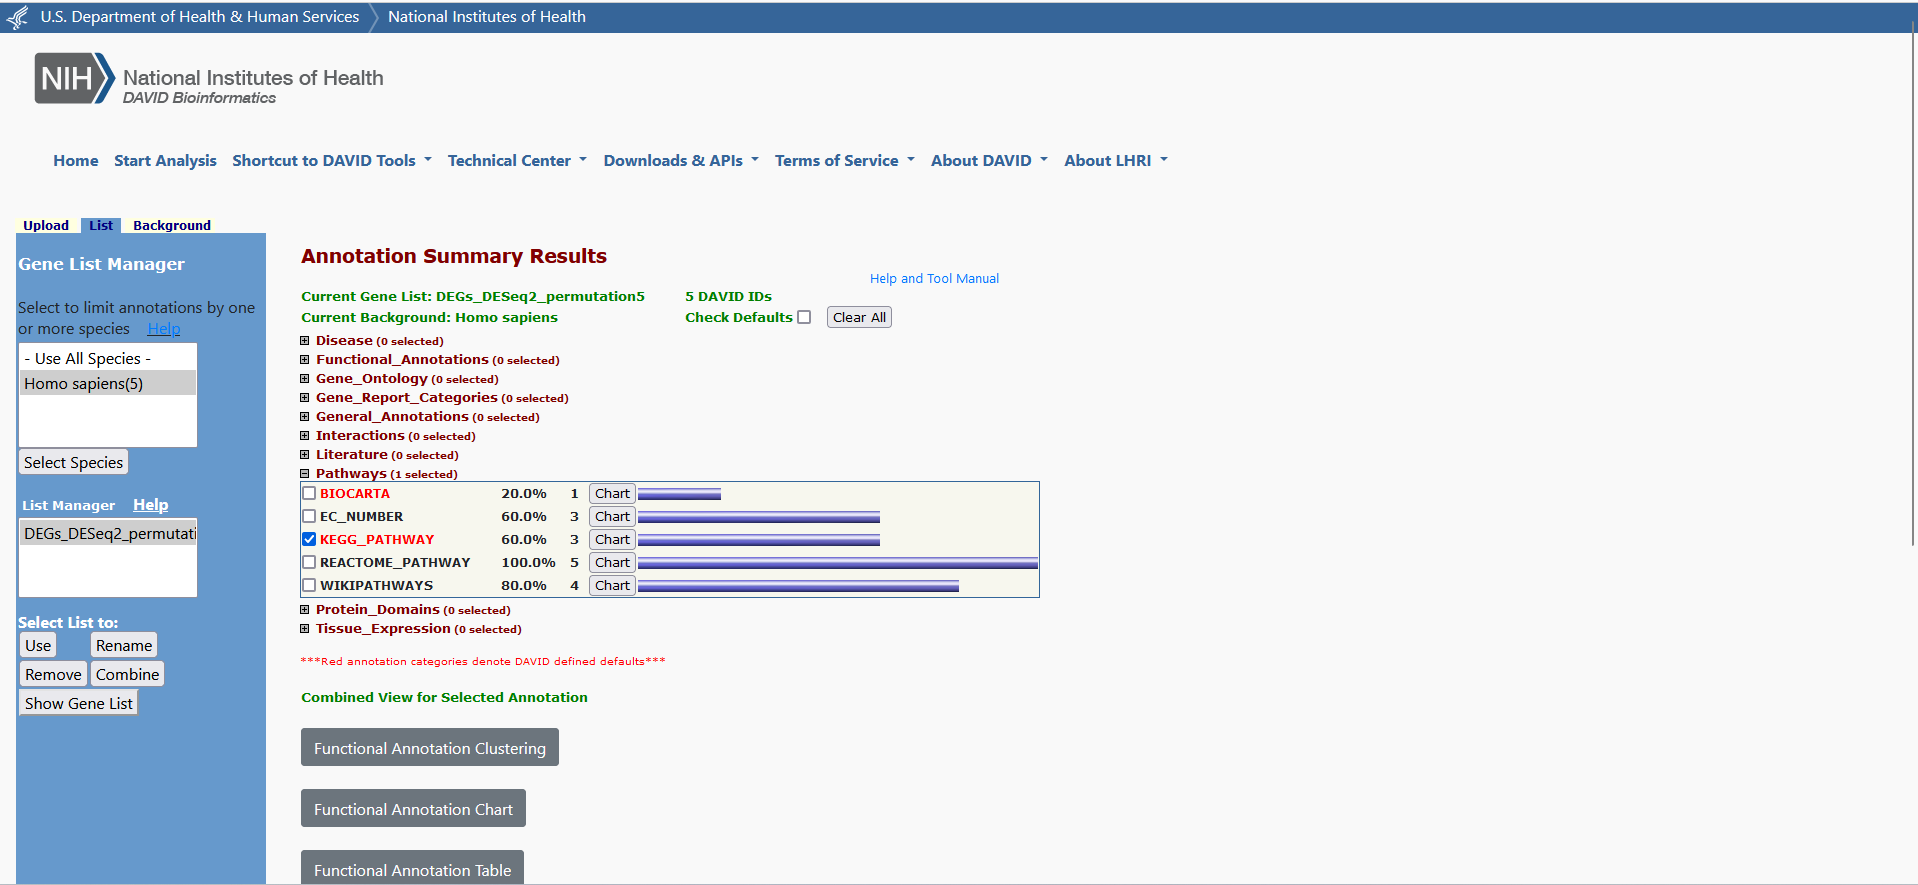 U.S. Department of Health & Human Services National Institutes of Health
NIH National Institutes of Health
DAVID Bioinformatics
Home Start Analysis Shortcut to DAVID Tools Technical Center Downloads & APIs Terms of Service About DAVID About LHRI
Upload List Background
Gene List Manager
Select to limit annotations by one
or more species Help
- Use All Species -
Homo sapiens(5)
Select Species
List Manager Help
DEGs_DESeq2_permutati
Select List to:
Use Rename
Remove Combine
Show Gene List
Annotation Summary Results
Help and Tool Manual
Current Gene List: DEGs_DESeq2_permutation5 5 DAVID IDs
Current Background: Homo sapiens Check Defaults Clear All
Disease (0 selected)
Functional_Annotations (0 selected)
Gene_Ontology (0 selected)
Gene_Report_Categories (0 selected)
General_Annotations (0 selected)
Interactions (0 selected)
Literature (0 selected)
Pathways (1 selected)
BIOCARTA 20.0% 1 Chart
EC_NUMBER 60.0% 3 Chart
KEGG_PATHWAY 60.0% 3 Chart
REACTOME_PATHWAY 100.0% 5 Chart
WIKIPATHWAYS 80.0% 4 Chart
Protein_Domains (0 selected)
Tissue_Expression (0 selected)
***Red annotation categories denote DAVID defined defaults***
Combined View for Selected Annotation
Functional Annotation Clustering
Functional Annotation Chart
Functional Annotation Table